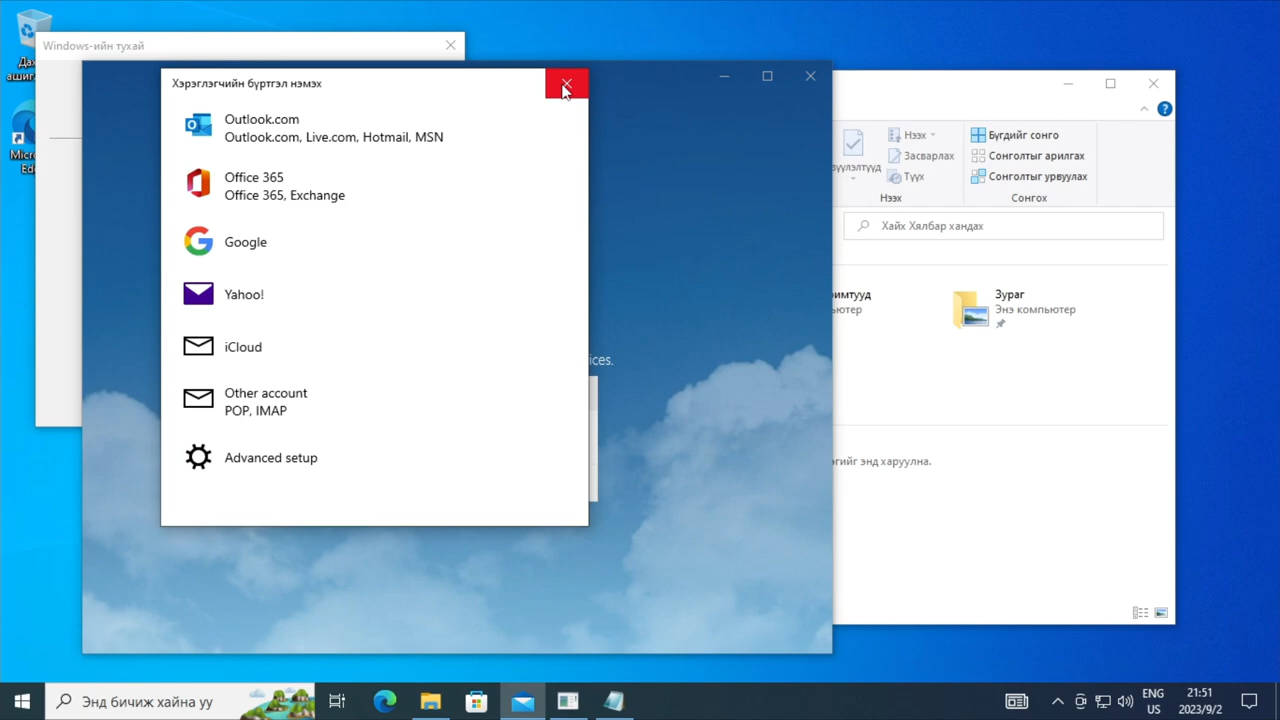 Windows-ийн тухай
Хэрэглэгчийн бүртгэл нэмэх
Outlook.com
Outlook.com, Live.com, Hotmail, MSN
Office 365
Office 365, Exchange
Google
Yahoo!
iCloud
Other account
POP, IMAP
Advanced setup
ices.
Нээх
Засварлах
Түүх
Нээх
Бүгдийг сонго
Сонголтыг арилгах
Сонголтыг урвуулах
Сонгох
Хайх Хялбар хандах
Зураг
Энэ компьютер
эгийг энд харуулна.
Энд бичиж хайна уу
ENG
US
21:51
2023/9/2